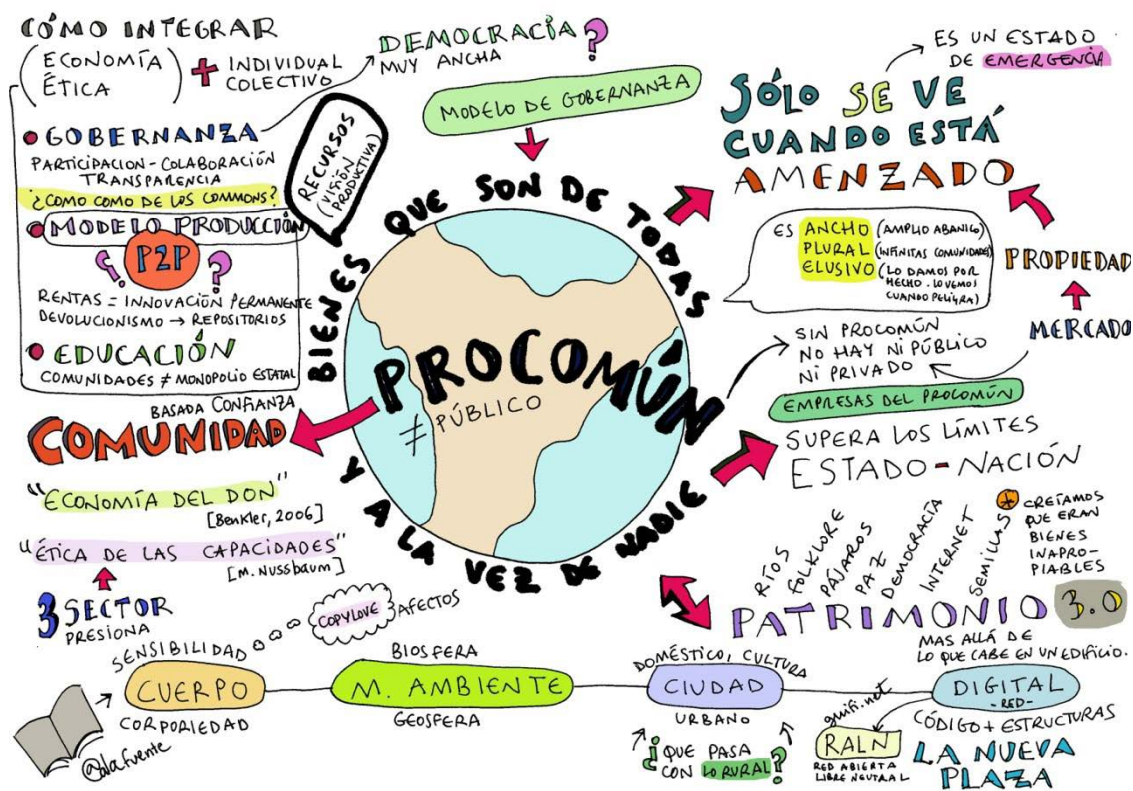 CÓMO INTEGRAR
(ECONOMÍA
ÉTICA)
+ INDIVIDUAL
COLECTIVO
DEMOCRACIA?
MUY ANCHA
• GOBERNANZA
PARTICIPACION - COLABORACIÓN
TRANSPARENCIA
¿COMO COMO DE LOS COMMONS?
• MODELO PRODUCCIÓN
¿P2P?
RENTAS = INNOVACIÓN PERMANENTE
DEVOLUCIONISMO → REPOSITORIOS
• EDUCACIÓN
COMUNIDADES ≠ MONOPOLIO ESTATAL
RECURSOS
(VISIÓN
PRODUCTIVA)
MODELO DE GOBERNANZA
BIENES QUE SON DE TODAS
Y A LA VEZ DE NADIE
PROCOMÚN
≠ PÚBLICO
ES UN ESTADO
DE EMERGENCIA
SÓLO SE VE
CUANDO ESTÁ
AMENZADO
ES ANCHO (AMPLIO ABANICO)
PLURAL (INFINITAS COMUNIDADES)
ELUSIVO (LO DAMOS POR
HECHO. LO VEMOS
CUANDO PELIGRA)
PROPIEDAD
MERCADO
SIN PROCOMÚN
NO HAY NI PÚBLICO
NI PRIVADO
EMPRESAS DEL PROCOMÚN
SUPERA LOS LÍMITES
ESTADO - NACIÓN
BASADA CONFIANZA
COMUNIDAD
"ECONOMÍA DEL DON"
[Benkler, 2006]
"ÉTICA DE LAS CAPACIDADES"
[M. Nussbaum]
3 SECTOR
PRESIONA
RÍOS
FOLKLORE
PÁJAROS
PAZ
DEMOCRACÍA
INTERNET
SEMILLAS *
* CREÍAMOS
QUE ERAN
BIENES
INAPRO-
PIABLES
PATRIMONIO 3.0
MAS ALLÁ DE
LO QUE CABE EN UN EDIFICIO.
SENSIBILIDAD
COPYLOVE
AFECTOS
CUERPO
CORPORIEDAD
BIOSFERA
M. AMBIENTE
GEOSFERA
DOMÉSTICO, CULTURA
CIUDAD
URBANO
¿QUE PASA
CON LO RURAL?
DIGITAL
- RED -
CÓDIGO + ESTRUCTURAS
LA NUEVA
PLAZA
guifi.net
RALN
RED ABIERTA
LIBRE NEUTRAL
@alafuente